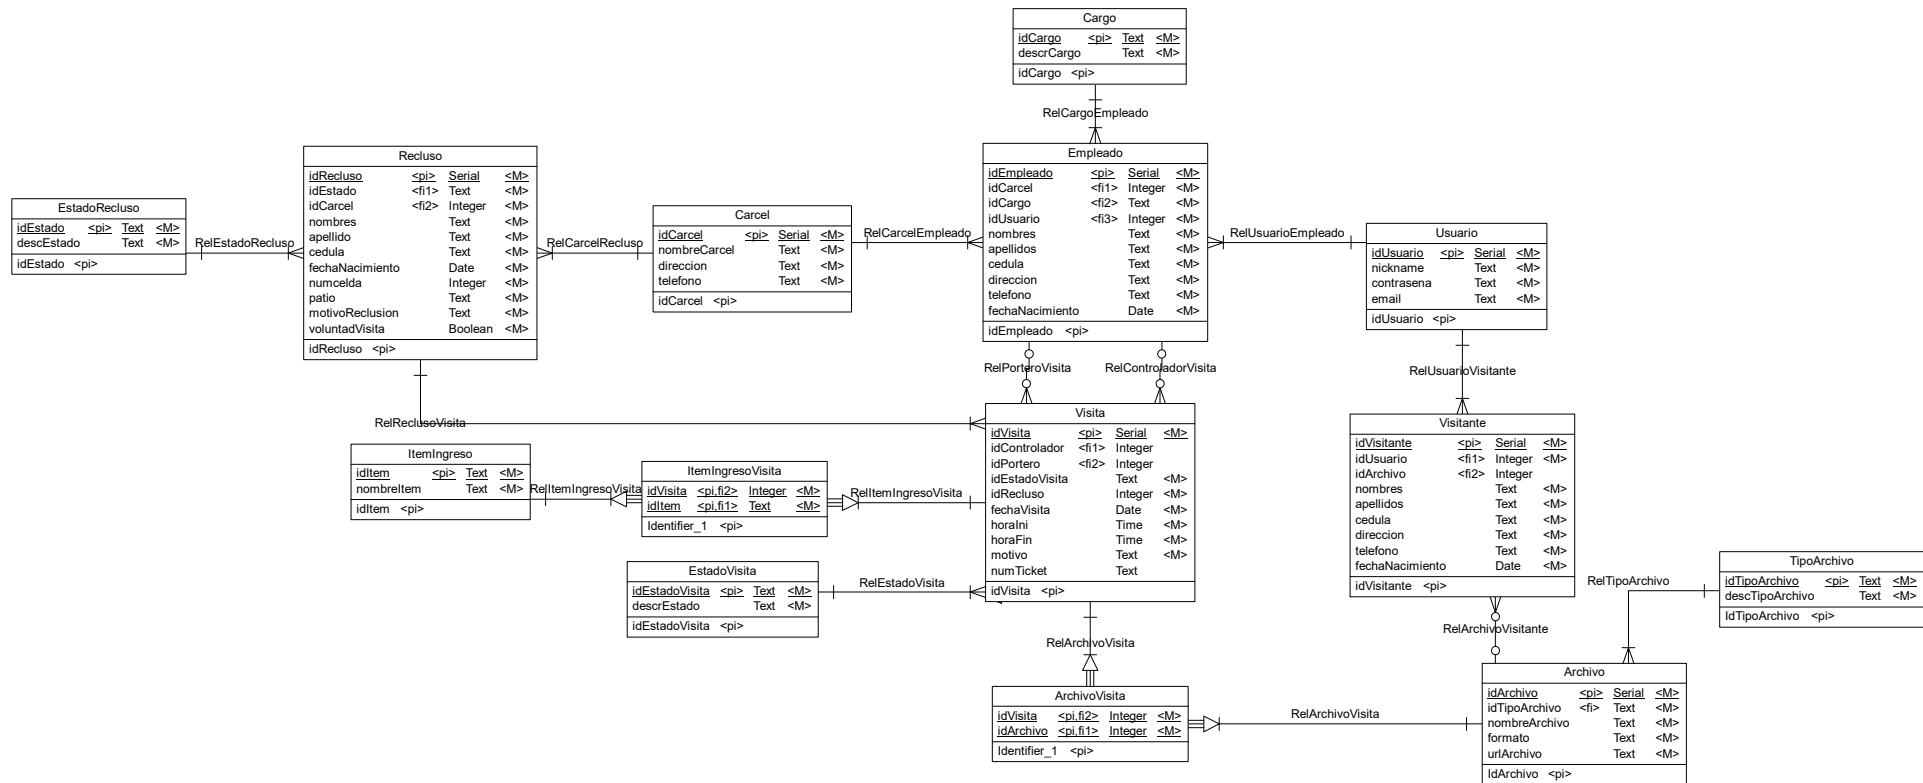 Cargo
idCargo <pi> Text <M>
descrCargo Text <M>
idCargo <pi>
RelCargoEmpleado
Recluso
idRecluso <pi> Serial <M>
idEstado <fi1> Text <M>
idCarcel <fi2> Integer <M>
nombres Text <M>
apellido Text <M>
cedula Text <M>
fechaNacimiento Date <M>
numcelda Integer <M>
patio Text <M>
motivoReclusion Text <M>
voluntadVisita Boolean <M>
idRecluso <pi>
EstadoRecluso
idEstado <pi> Text <M>
descEstado Text <M>
idEstado <pi>
RelEstadoRecluso
RelCarcelRecluso
Carcel
idCarcel <pi> Serial <M>
nombreCarcel Text <M>
direccion Text <M>
telefono Text <M>
idCarcel <pi>
RelCarcelEmpleado
Empleado
idEmpleado <pi> Serial <M>
idCarcel <fi1> Integer <M>
idCargo <fi2> Text <M>
idUsuario <fi3> Integer <M>
nombres Text <M>
apellidos Text <M>
cedula Text <M>
direccion Text <M>
telefono Text <M>
fechaNacimiento Date <M>
idEmpleado <pi>
RelUsuarioEmpleado
Usuario
idUsuario <pi> Serial <M>
nickname Text <M>
contrasena Text <M>
email Text <M>
idUsuario <pi>
RelPorteroVisita
RelControladorVisita
RelUsuarioVisitante
RelReclusoVisita
Visita
idVisita <pi> Serial <M>
idControlador <fi1> Integer
idPortero <fi2> Integer
idEstadoVisita Text <M>
idRecluso Integer <M>
fechaVisita Date <M>
horaIni Time <M>
horaFin Time <M>
motivo Text <M>
numTicket Text
idVisita <pi>
Visitante
idVisitante <pi> Serial <M>
idUsuario <fi1> Integer <M>
idArchivo <fi2> Integer
nombres Text <M>
apellidos Text <M>
cedula Text <M>
direccion Text <M>
telefono Text <M>
fechaNacimiento Date <M>
idVisitante <pi>
ItemIngreso
idItem <pi> Text <M>
nombreItem Text <M>
idItem <pi>
RelItemIngresoVisita
ItemIngresoVisita
idVisita <pi,fi2> Integer <M>
idItem <pi,fi1> Text <M>
Identifier_1 <pi>
RelItemIngresoVisita
EstadoVisita
idEstadoVisita <pi> Text <M>
descrEstado Text <M>
idEstadoVisita <pi>
RelEstadoVisita
RelArchivoVisita
RelArchivoVisitante
RelTipoArchivo
TipoArchivo
idTipoArchivo <pi> Text <M>
descTipoArchivo Text <M>
IdTipoArchivo <pi>
ArchivoVisita
idVisita <pi,fi2> Integer <M>
idArchivo <pi,fi1> Integer <M>
Identifier_1 <pi>
RelArchivoVisita
Archivo
idArchivo <pi> Serial <M>
idTipoArchivo <fi> Text <M>
nombreArchivo Text <M>
formato Text <M>
urlArchivo Text <M>
IdArchivo <pi>